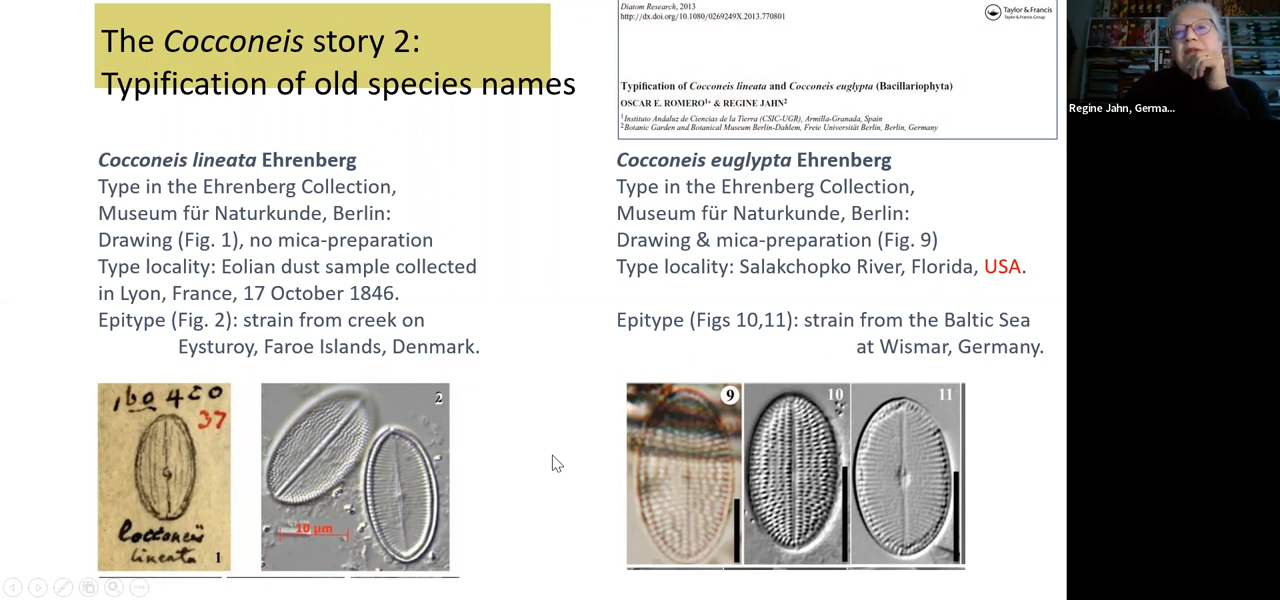 The Cocconeis story 2:
Typification of old species names
Diatom Research, 2013
http://dx.doi.org/10.1080/0269249X.2013.770801
Taylor & Francis
Taylor & Francis Group
Typification of Cocconeis lineata and Cocconeis euglypta (Bacillariophyta)
OSCAR E. ROMERO1* & REGINE JAHN2
1Instituto Andaluz de Ciencias de la Tierra (CSIC-UGR), Armilla-Granada, Spain
2Botanic Garden and Botanical Museum Berlin-Dahlem, Freie Universität Berlin, Berlin, Germany
Regine Jahn, Germa...
Cocconeis lineata Ehrenberg
Type in the Ehrenberg Collection,
Museum für Naturkunde, Berlin:
Drawing (Fig. 1), no mica-preparation
Type locality: Eolian dust sample collected
in Lyon, France, 17 October 1846.
Epitype (Fig. 2): strain from creek on
Eysturoy, Faroe Islands, Denmark.
Cocconeis euglypta Ehrenberg
Type in the Ehrenberg Collection,
Museum für Naturkunde, Berlin:
Drawing & mica-preparation (Fig. 9)
Type locality: Salakchopko River, Florida, USA.
Epitype (Figs 10,11): strain from the Baltic Sea
at Wismar, Germany.
37
Cocconeïs
lineata
1
2
10 µm
9
10
11